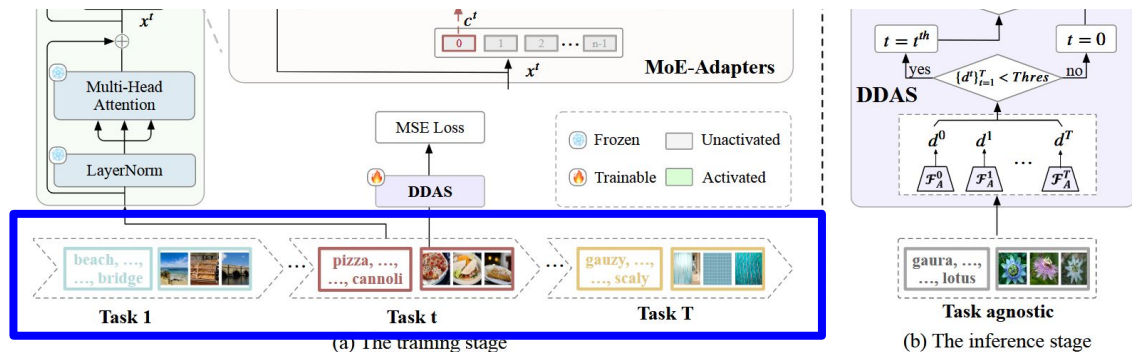 x^t
Multi-Head
Attention
LayerNorm
c^t
0 1 2 ... n-1
x^t
MoE-Adapters
MSE Loss
DDAS
Frozen
Unactivated
Trainable
Activated
beach, ...,
..., bridge
...
pizza, ...,
..., cannoli
...
gauzy, ...,
..., scaly
Task 1
Task t
Task T
(a) The training stage
t = t^{th}
t = 0
yes
{d^t}_{t=1}^T < Thres
no
DDAS
d^0 d^1 ... d^T
F_A^0 F_A^1 F_A^T
gaura, ...,
..., lotus
Task agnostic
(b) The inference stage